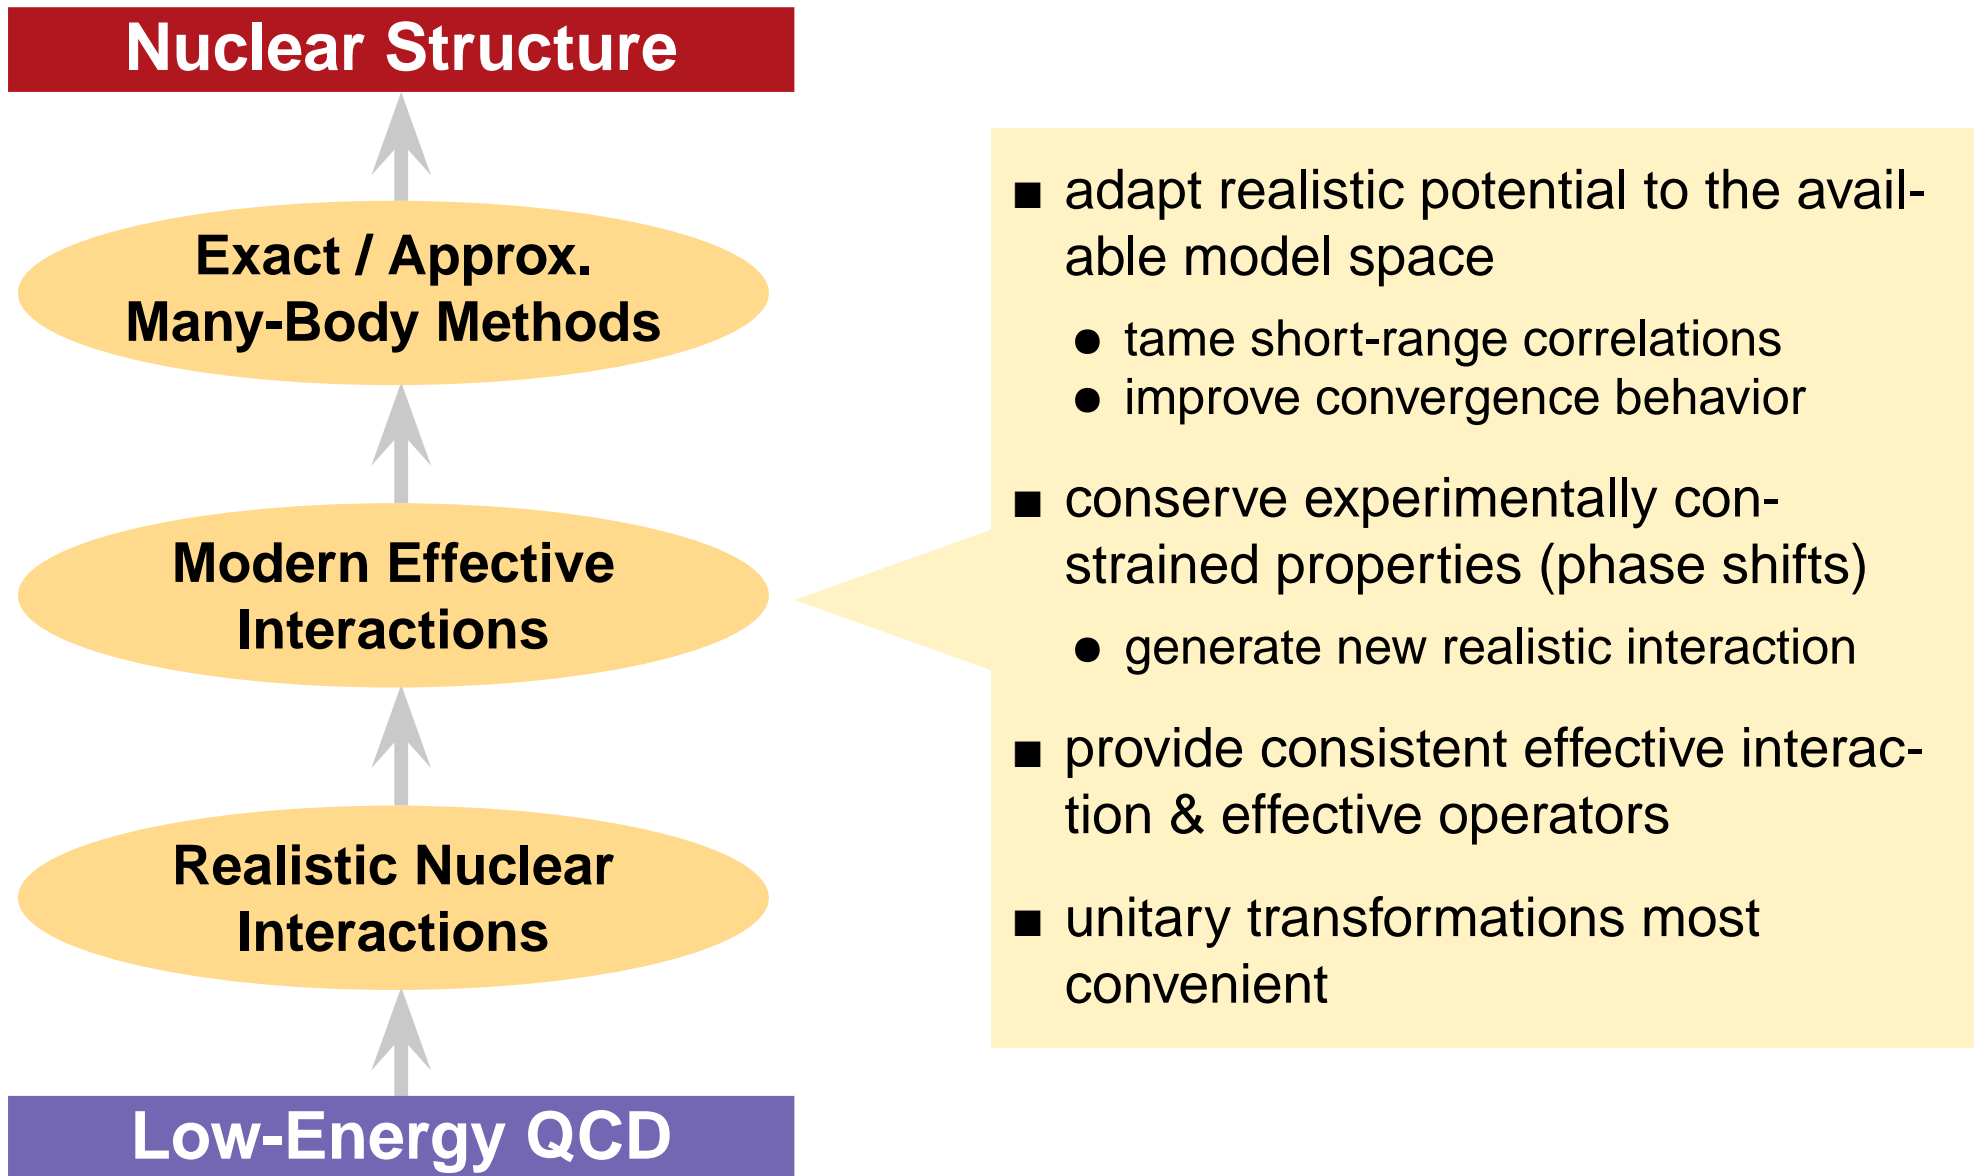 Nuclear Structure
Exact / Approx.
Many-Body Methods
Modern Effective
Interactions
Realistic Nuclear
Interactions
Low-Energy QCD
■ adapt realistic potential to the avail-
able model space
● tame short-range correlations
● improve convergence behavior
■ conserve experimentally con-
strained properties (phase shifts)
● generate new realistic interaction
■ provide consistent effective interac-
tion & effective operators
■ unitary transformations most
convenient